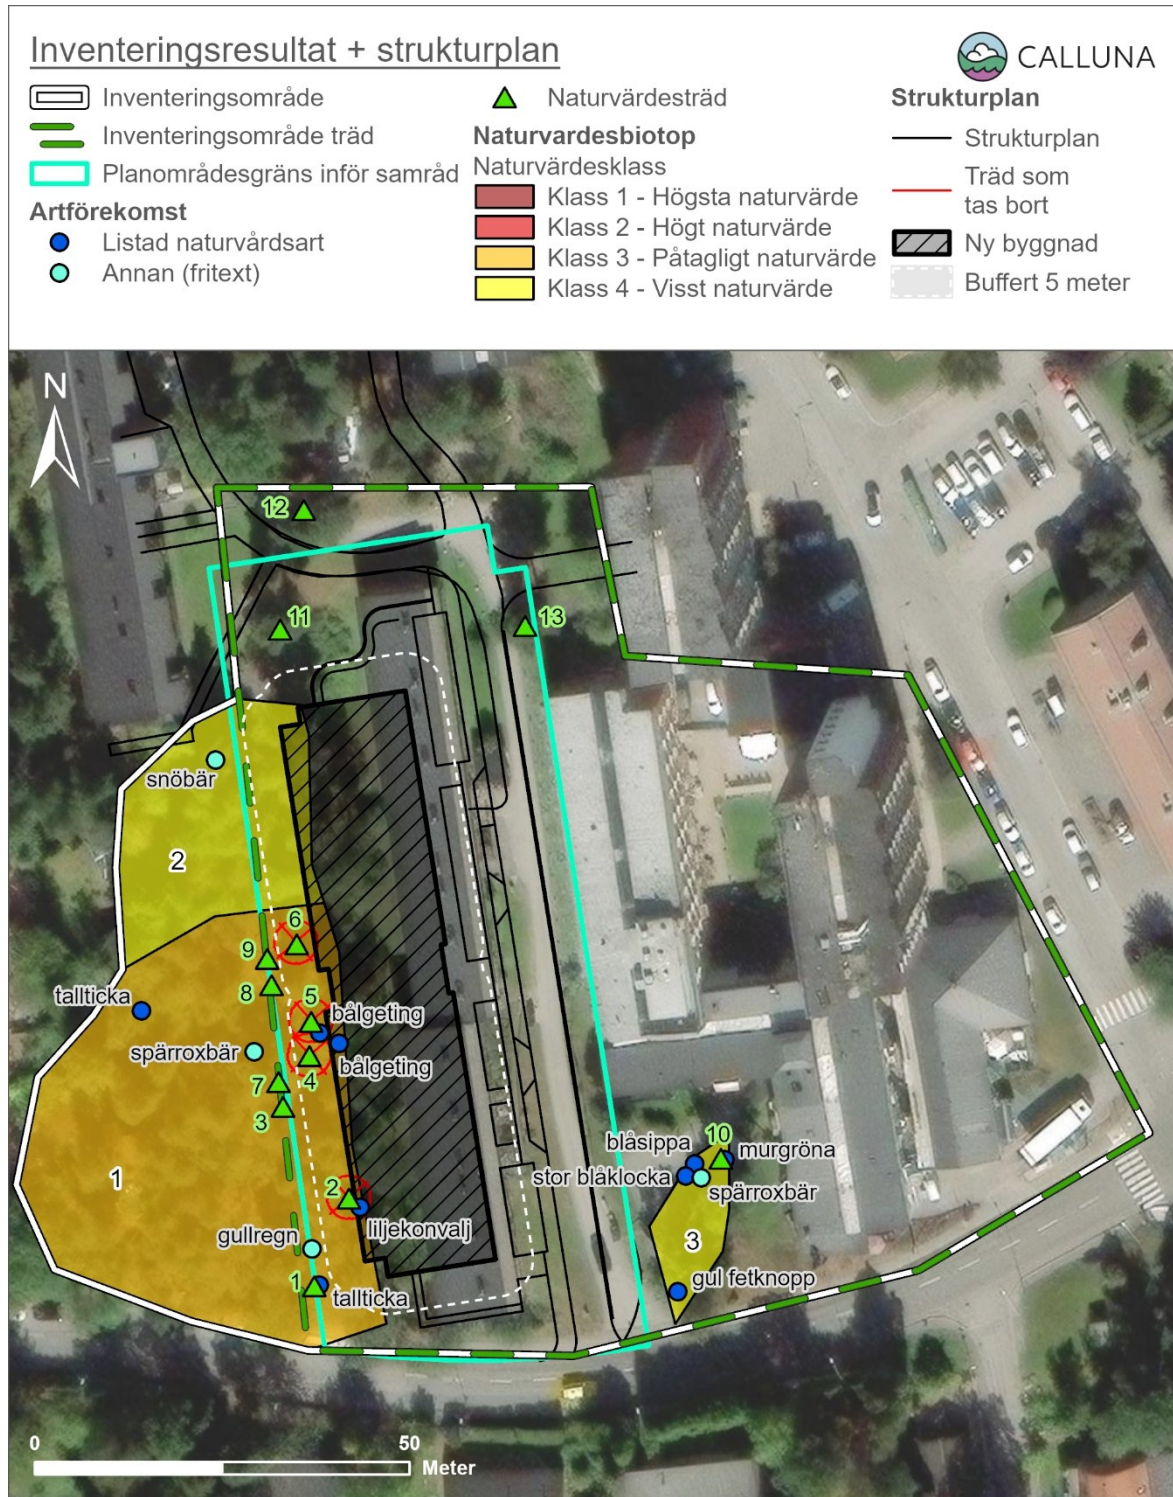 Inventeringsresultat + strukturplan
CALLUNA
Inventeringsområde
Inventeringsområde träd
Planområdesgräns inför samråd
Artförekomst
Listad naturvårdsart
Annan (fritext)
Naturvärdesträd
Naturvardesbiotop
Naturvärdesklass
Klass 1 - Högsta naturvärde
Klass 2 - Högt naturvärde
Klass 3 - Påtagligt naturvärde
Klass 4 - Visst naturvärde
Strukturplan
Strukturplan
Träd som
tas bort
Ny byggnad
Buffert 5 meter
N
12
11
13
snöbär
2
6
9
8
tallticka
5
bålgeting
spärroxbär
bålgeting
4
7
3
1
2
liljekonvalj
gullregn
1
tallticka
blåsippa
10
murgröna
stor blåklocka
spärroxbär
3
gul fetknopp
0
50
Meter